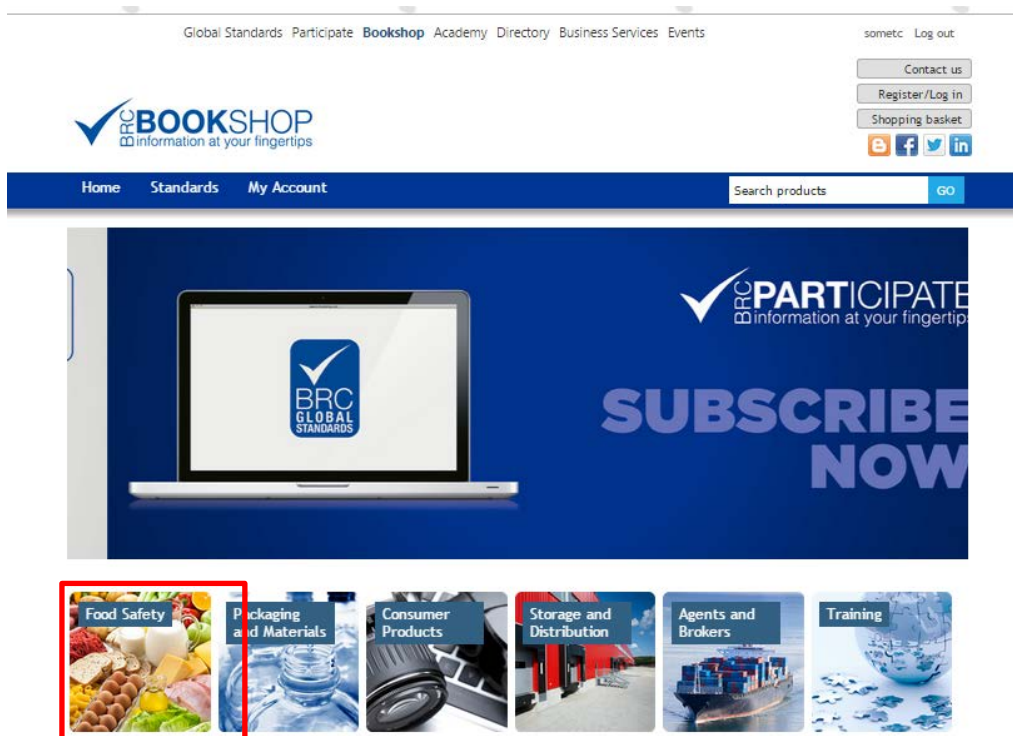 Global Standards Participate Bookshop Academy Directory Business Services Events
sometc Log out
Contact us
Register/Log in
Shopping basket
BRC BOOKSHOP
information at your fingertips
Home Standards My Account
Search products GO
BRC PARTICIPATE
information at your fingertips
SUBSCRIBE
NOW
BRC
GLOBAL
STANDARDS
Food Safety
Packaging
and Materials
Consumer
Products
Storage and
Distribution
Agents and
Brokers
Training